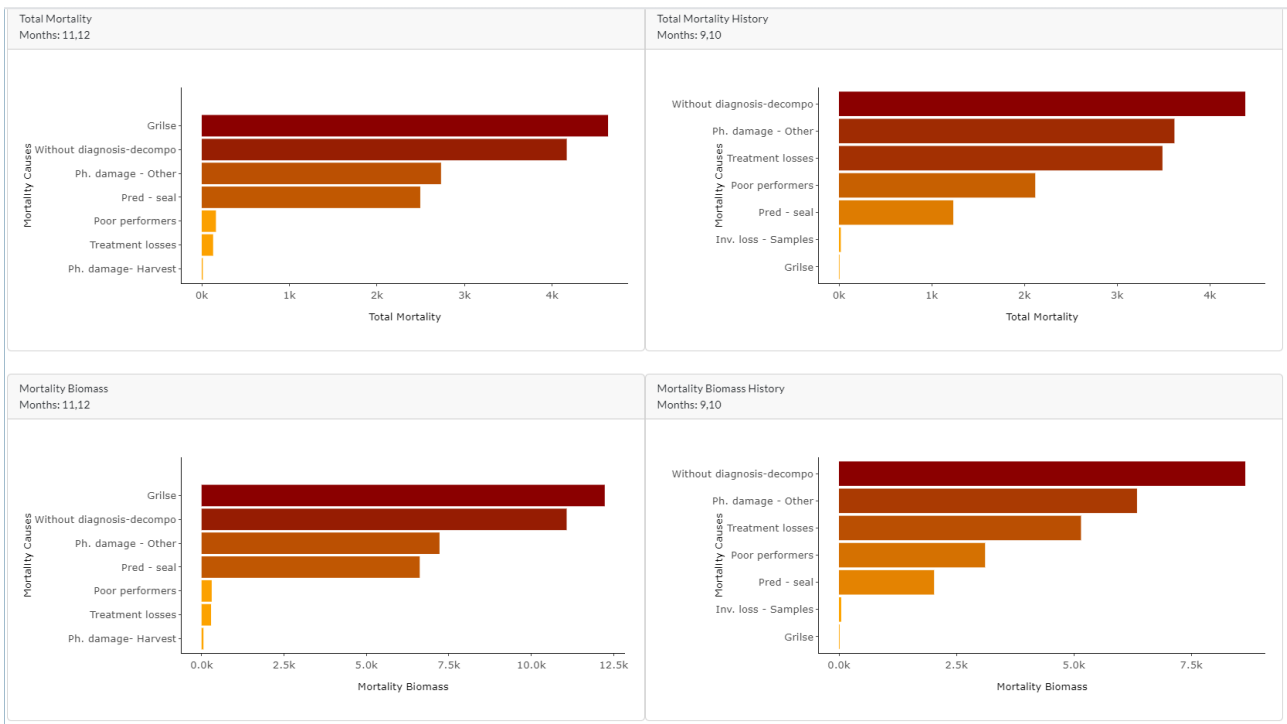 Total Mortality
Months: 11,12
Mortality Causes
Grilse
Without diagnosis-decompo
Ph. damage - Other
Pred - seal
Poor performers
Treatment losses
Ph. damage- Harvest
0k 1k 2k 3k 4k
Total Mortality
Total Mortality History
Months: 9,10
Mortality Causes
Without diagnosis-decompo
Ph. damage - Other
Treatment losses
Poor performers
Pred - seal
Inv. loss - Samples
Grilse
0k 1k 2k 3k 4k
Total Mortality
Mortality Biomass
Months: 11,12
Mortality Causes
Grilse
Without diagnosis-decompo
Ph. damage - Other
Pred - seal
Poor performers
Treatment losses
Ph. damage- Harvest
0.0k 2.5k 5.0k 7.5k 10.0k 12.5k
Mortality Biomass
Mortality Biomass History
Months: 9,10
Mortality Causes
Without diagnosis-decompo
Ph. damage - Other
Treatment losses
Poor performers
Pred - seal
Inv. loss - Samples
Grilse
0.0k 2.5k 5.0k 7.5k
Mortality Biomass